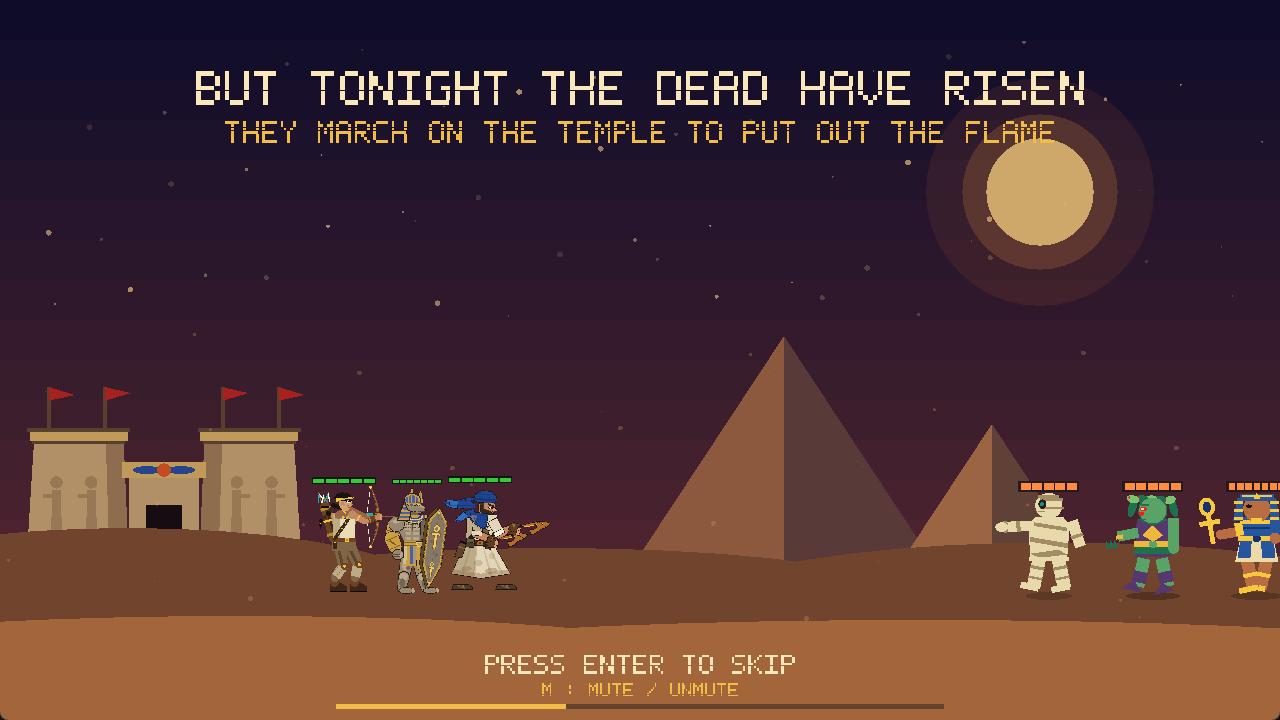 BUT TONIGHT THE DEAD HAVE RISEN
THEY MARCH ON THE TEMPLE TO PUT OUT THE FLAME
PRESS ENTER TO SKIP
M : MUTE / UNMUTE